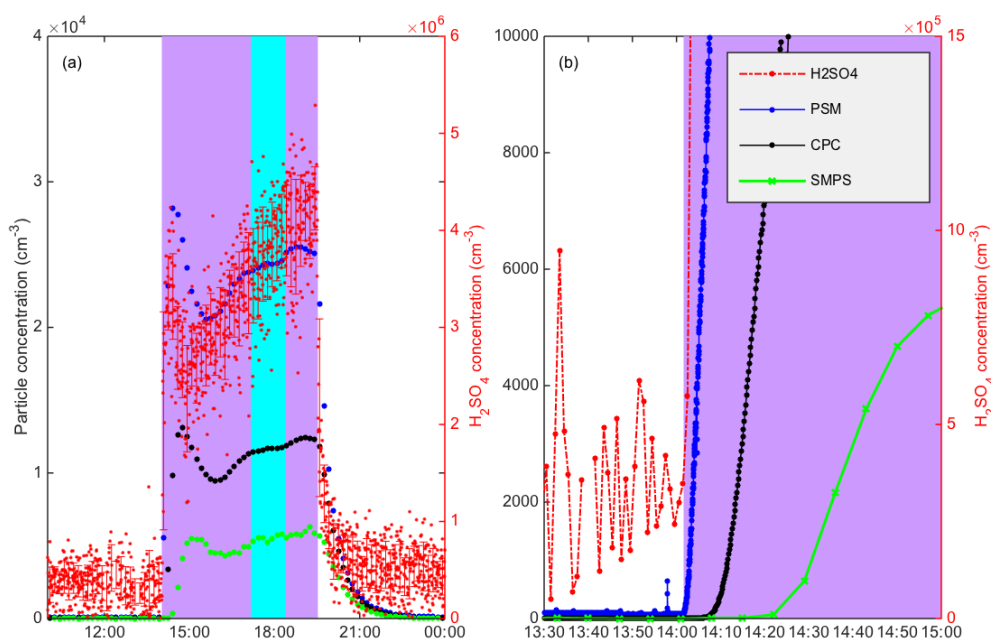 ×10⁴
×10⁶
×10⁵
(a)
(b)
4
3
2
1
0
Particle concentration (cm⁻³)
6
5
4
3
2
1
0
H₂SO₄ concentration (cm⁻³)
12:00 15:00 18:00 21:00 00:00
10000
8000
6000
4000
2000
0
H2SO4
PSM
CPC
SMPS
15
10
5
0
H₂SO₄ concentration (cm⁻³)
13:30 13:40 13:50 14:00 14:10 14:20 14:30 14:40 14:50 15:00